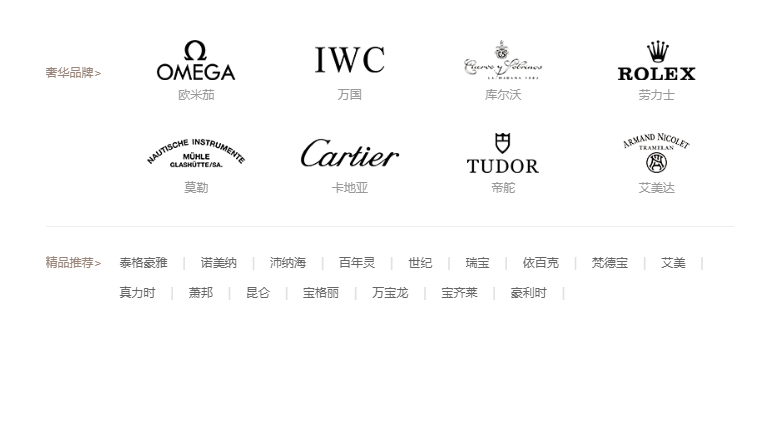 奢华品牌>
OMEGA
欧米茄
IWC
万国
Cuervo y Sobrinos
LA HABANA 1882
库尔沃
ROLEX
劳力士
NAUTISCHE INSTRUMENTE
MÜHLE
GLASHÜTTE/SA.
莫勒
Cartier
卡地亚
TUDOR
帝舵
ARMAND NICOLET
TRAMELAN
艾美达
精品推荐> 泰格豪雅 | 诺美纳 | 沛纳海 | 百年灵 | 世纪 | 瑞宝 | 依百克 | 梵德宝 | 艾美 |
真力时 | 萧邦 | 昆仑 | 宝格丽 | 万宝龙 | 宝齐莱 | 豪利时 |